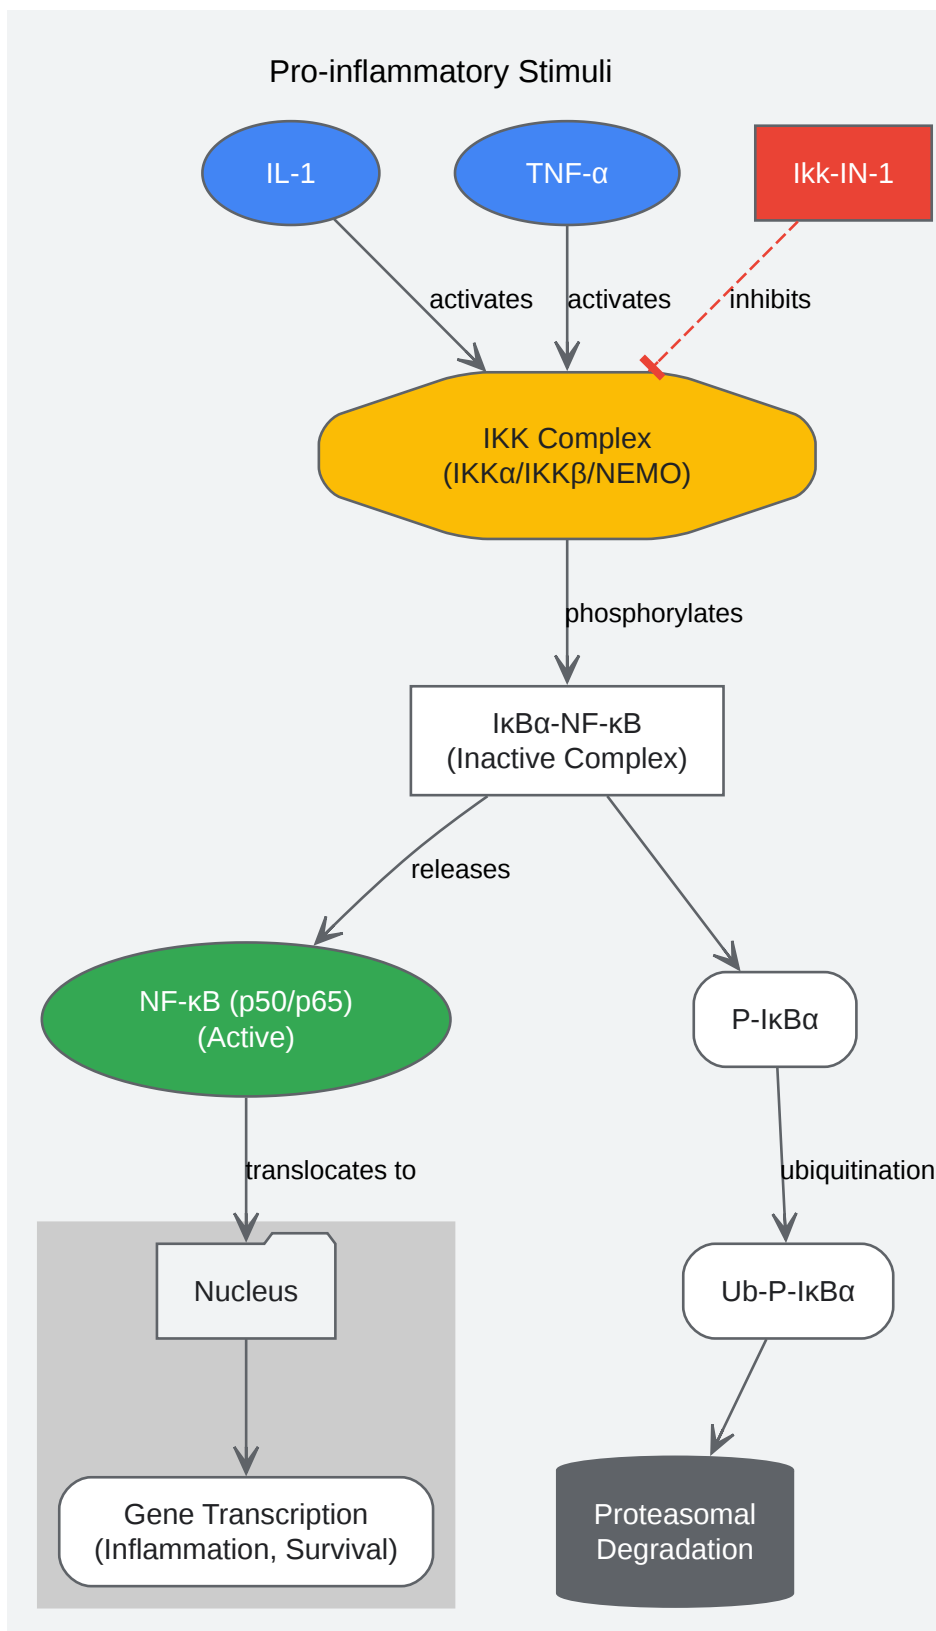 Pro-inflammatory Stimuli
IL-1
TNF-α
Ikk-IN-1
activates
activates
inhibits
IKK Complex
(IKKα/IKKβ/NEMO)
phosphorylates
IκBα-NF-κB
(Inactive Complex)
releases
NF-κB (p50/p65)
(Active)
P-IκBα
translocates to
ubiquitination
Nucleus
Ub-P-IκBα
Gene Transcription
(Inflammation, Survival)
Proteasomal
Degradation